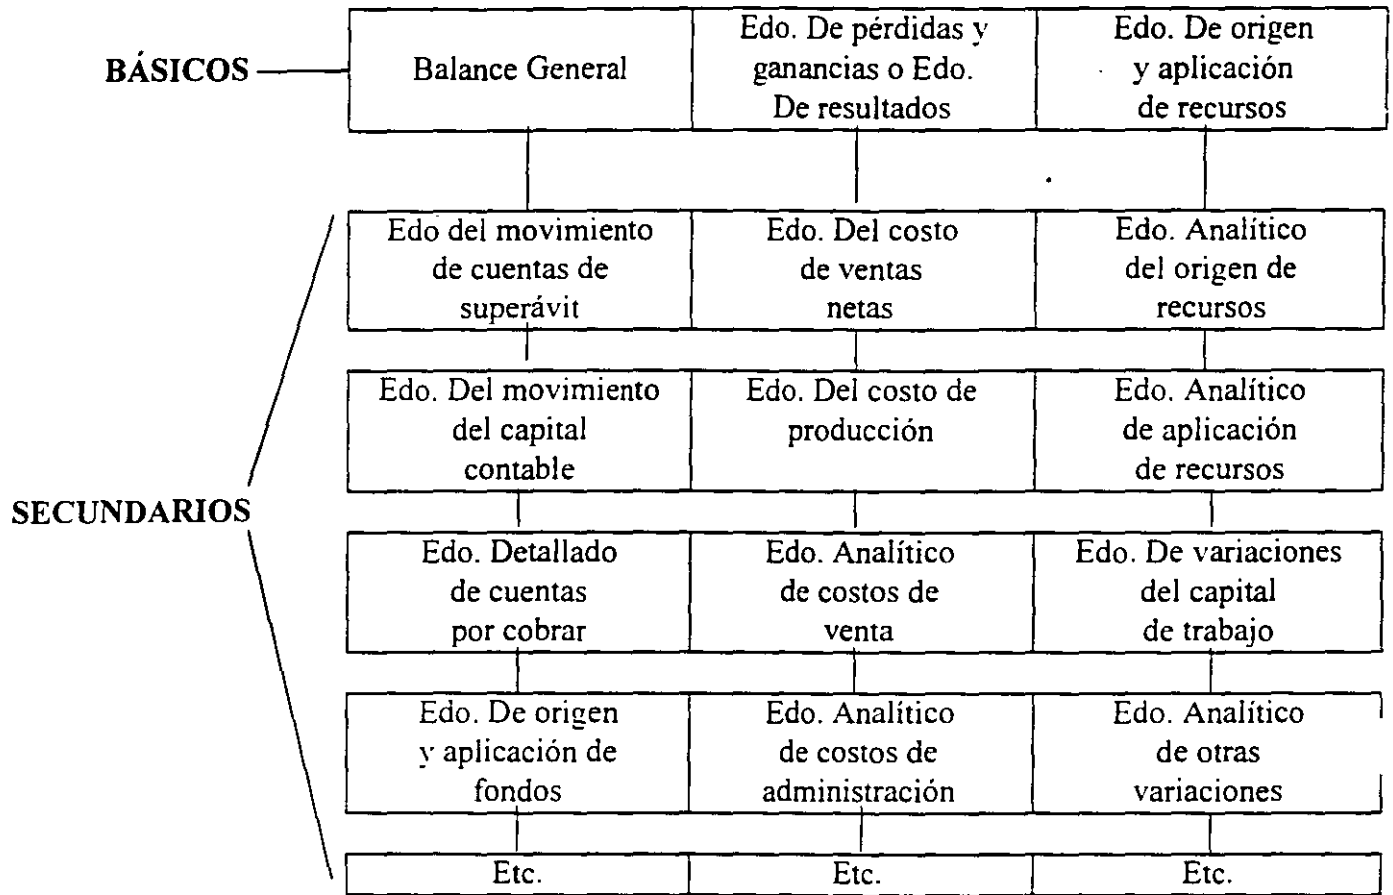 BÁSICOS
Balance General
Edo. De pérdidas y
ganancias o Edo.
De resultados
Edo. De origen
y aplicación
de recursos
SECUNDARIOS
Edo del movimiento
de cuentas de
superávit
Edo. Del costo
de ventas
netas
Edo. Analítico
del origen de
recursos
Edo. Del movimiento
del capital
contable
Edo. Del costo de
producción
Edo. Analítico
de aplicación
de recursos
Edo. Detallado
de cuentas
por cobrar
Edo. Analítico
de costos de
venta
Edo. De variaciones
del capital
de trabajo
Edo. De origen
y aplicación de
fondos
Edo. Analítico
de costos de
administración
Edo. Analítico
de otras
variaciones
Etc.
Etc.
Etc.